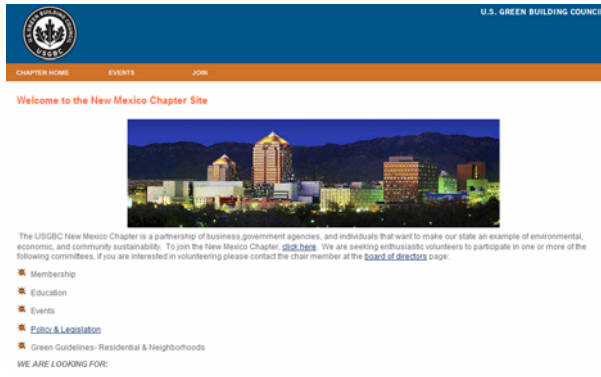 U.S. GREEN BUILDING COUNCIL
U.S. GREEN BUILDING COUNCIL
USGBC
CHAPTER HOME EVENTS JOIN
Welcome to the New Mexico Chapter Site
The USGBC New Mexico Chapter is a partnership of business,government agencies, and individuals that want to make our state an example of environmental,
economic, and community sustainability. To join the New Mexico Chapter, click here. We are seeking enthusiastic volunteers to participate in one or more of the
following committees, if you are interested in volunteering please contact the chair member at the board of directors page:
Membership
Education
Events
Policy & Legislation
Green Guidelines- Residential & Neighborhoods
WE ARE LOOKING FOR: